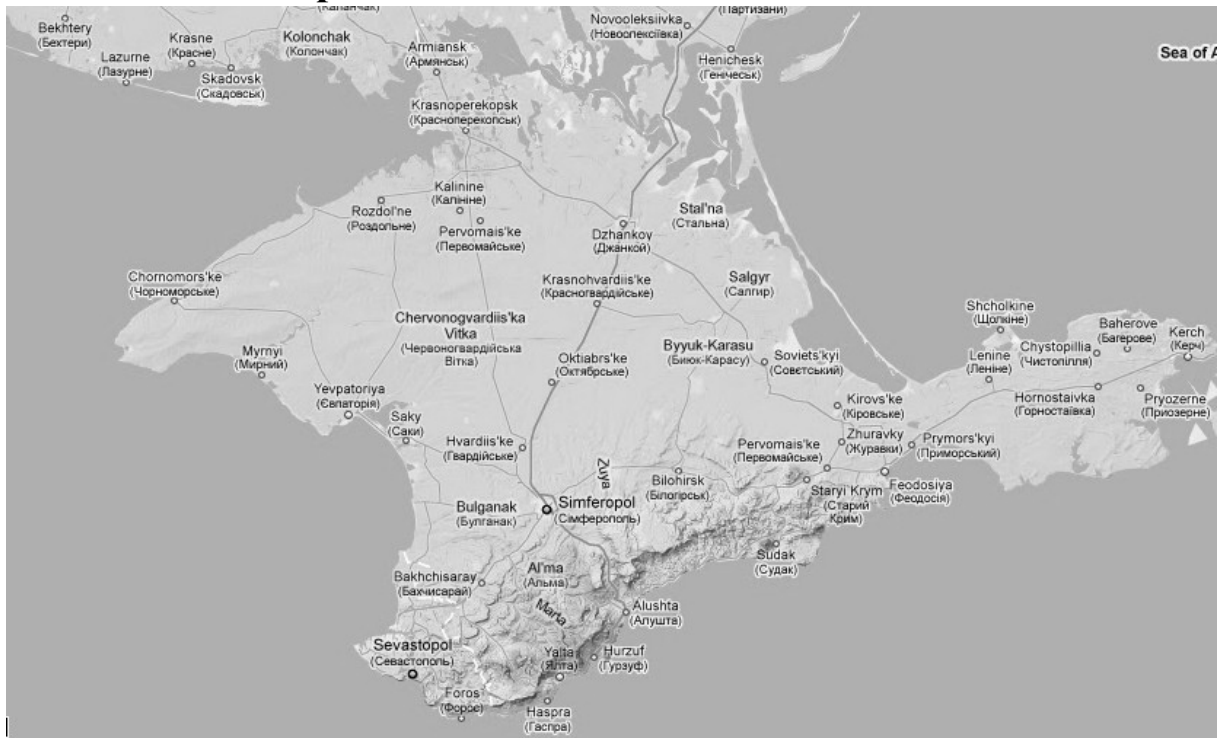 (Партизани)
Bekhtery
(Бехтери)
Krasne
(Красне)
Kolonchak
(Колончак)
Novooleksiivka
(Новоолексіївка)
Lazurne
(Лазурне)
Skadovsk
(Скадовськ)
Armiansk
(Армянськ)
Henichesk
(Генічеськ)
Sea of A
Krasnoperekopsk
(Красноперекопськ)
Kalinine
(Калініне)
Rozdol'ne
(Роздольне)
Pervomais'ke
(Первомайське)
Stal'na
(Стальна)
Dzhankoy
(Джанкой)
Chornomors'ke
(Чорноморське)
Krasnohvardiis'ke
(Красногвардійське)
Salgyr
(Салгир)
Chervonogvardiis'ka
Vitka
(Червоногвардійська
Вітка)
Shcholkine
(Щолкіне)
Baherove
(Багерове)
Kerch
(Керч)
Chystopillia
(Чистопілля)
Myrnyi
(Мирний)
Byyuk-Karasu
(Биюк-Карасу)
Soviets'kyi
(Совєтський)
Lenine
(Леніне)
Oktiabrs'ke
(Октябрське)
Yevpatoriya
(Євпаторія)
Kirovs'ke
(Кіровське)
Hornostaivka
(Горностаївка)
Pryozerne
(Приозерне)
Saky
(Саки)
Hvardiis'ke
(Гвардійське)
Pervomais'ke
(Первомайське)
Zhuravky
(Журавки)
Prymors'kyi
(Приморський)
Zuya
Bilohirsk
(Білогірськ)
Staryi Krym
(Старий
Крим)
Feodosiya
(Феодосія)
Bulganak
(Булганак)
Simferopol
(Сімферополь)
Sudak
(Судак)
Bakhchisaray
(Бахчисарай)
Al'ma
(Альма)
Marta
Alushta
(Алушта)
Sevastopol
(Севастополь)
Yalta
(Ялта)
Hurzuf
(Гурзуф)
Foros
(Форос)
Haspra
(Гаспра)